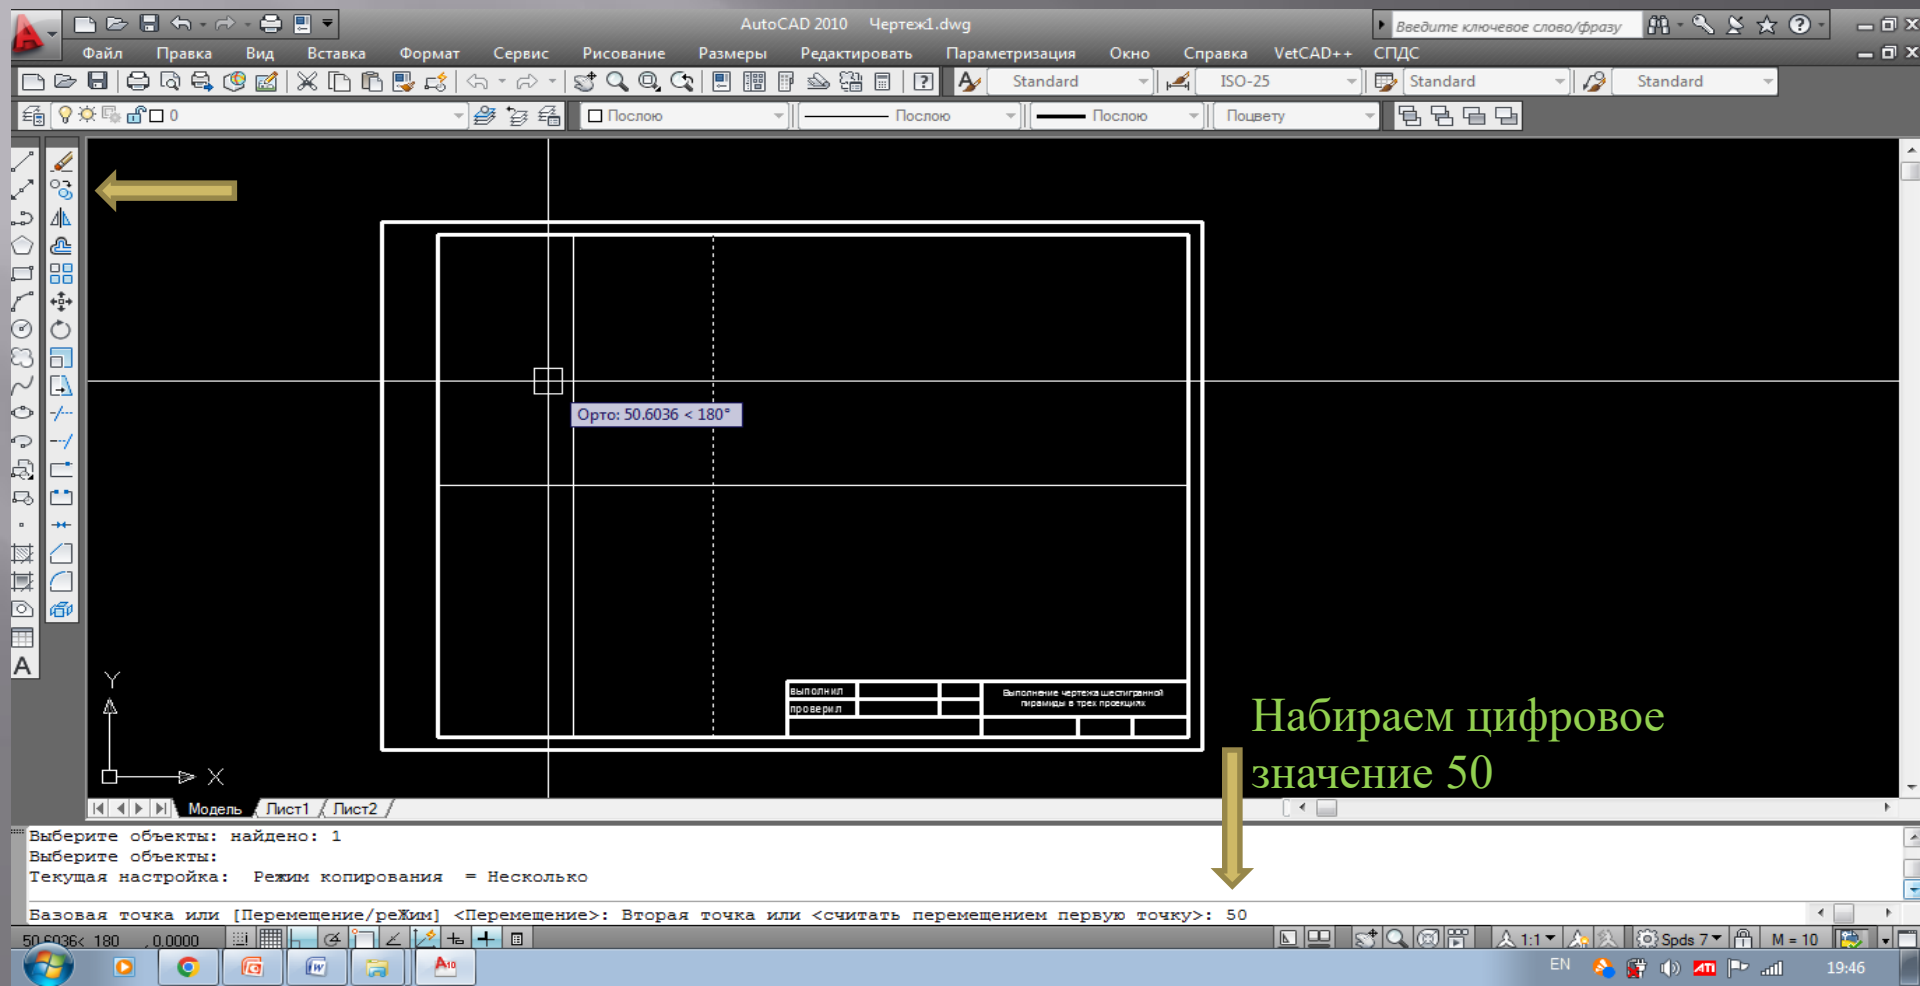 AutoCAD 2010 Чертеж1.dwg
Введите ключевое слово/фразу
Файл Правка Вид Вставка Формат Сервис Рисование Размеры Редактировать Параметризация Окно Справка VetCAD++ СПДС
Standard ISO-25 Standard Standard
0 Послою Послою Послою Поцвету
Орто: 50.6036 < 180°
выполнил
проверил
Выполнение чертежа шестигранной
пирамиды в трех проекциях
Y
X
Набираем цифровое
значение 50
Модель Лист1 Лист2
Выберите объекты: найдено: 1
Выберите объекты:
Текущая настройка: Режим копирования = Несколько
Базовая точка или [Перемещение/реЖим] <Перемещение>: Вторая точка или <считать перемещением первую точку>: 50
50.6036< 180 , 0.0000
1:1 Spds 7 М = 10
EN ATI 19:46